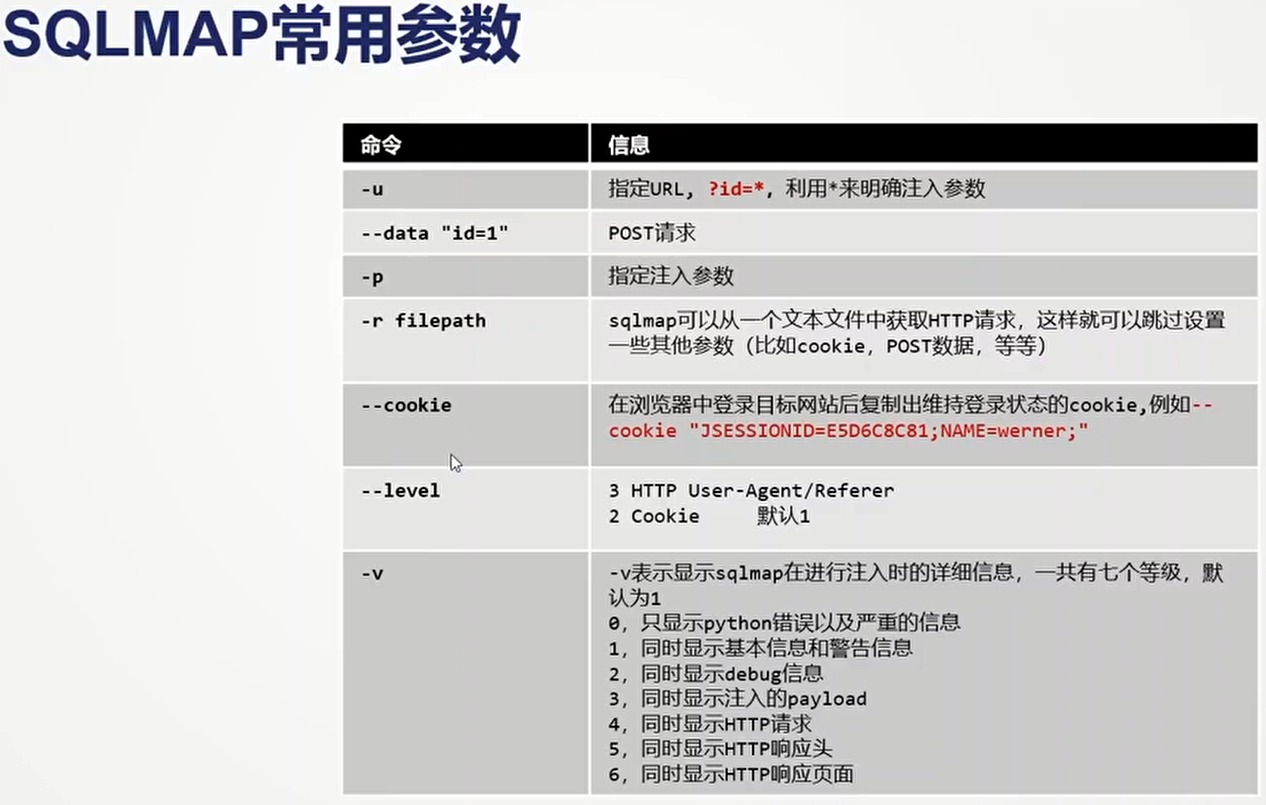 SQLMAP常用参数
命令 信息
-u 指定URL, ?id=*, 利用*来明确注入参数
--data "id=1" POST请求
-p 指定注入参数
-r filepath sqlmap可以从一个文本文件中获取HTTP请求，这样就可以跳过设置
一些其他参数（比如cookie，POST数据，等等）
--cookie 在浏览器中登录目标网站后复制出维持登录状态的cookie,例如--
cookie "JSESSIONID=E5D6C8C81;NAME=werner;"
--level 3 HTTP User-Agent/Referer
2 Cookie 默认1
-v -v表示显示sqlmap在进行注入时的详细信息，一共有七个等级，默
认为1
0，只显示python错误以及严重的信息
1，同时显示基本信息和警告信息
2，同时显示debug信息
3，同时显示注入的payload
4，同时显示HTTP请求
5，同时显示HTTP响应头
6，同时显示HTTP响应页面